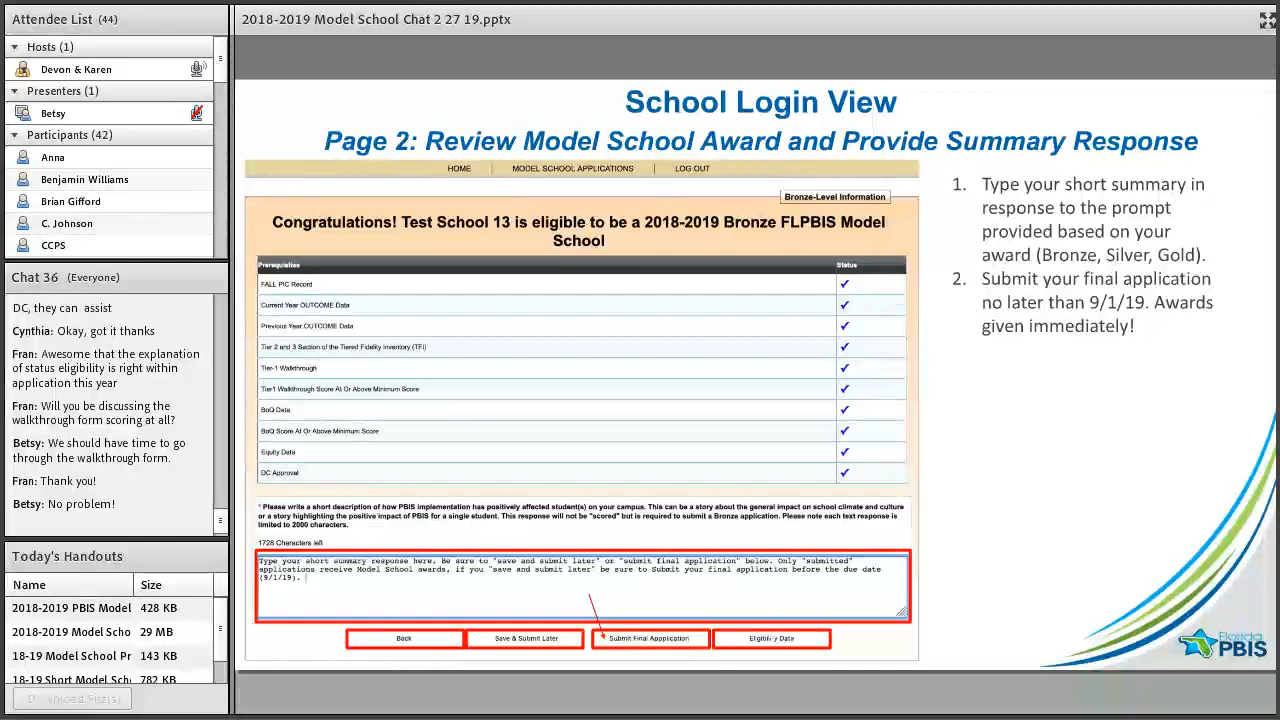 Attendee List (44)
Hosts (1)
Devon & Karen
Presenters (1)
Betsy
Participants (42)
Anna
Benjamin Williams
Brian Gifford
C. Johnson
CCPS
Chat 36 (Everyone)
DC, they can assist
Cynthia: Okay, got it thanks
Fran: Awesome that the explanation
of status eligibility is right within
application this year
Fran: Will you be discussing the
walkthrough form scoring at all?
Betsy: We should have time to go
through the walkthrough form.
Fran: Thank you!
Betsy: No problem!
Today's Handouts
Name Size
2018-2019 PBIS Model 428 KB
2018-2019 Model Scho 29 MB
18-19 Model School Pr 143 KB
18-19 Short Model Sch 782 KB
Download File(s)
2018-2019 Model School Chat 2 27 19.pptx
School Login View
Page 2: Review Model School Award and Provide Summary Response
HOME MODEL SCHOOL APPLICATIONS LOG OUT
Bronze-Level Information
Congratulations! Test School 13 is eligible to be a 2018-2019 Bronze FLPBIS Model
School
Prerequisites Status
FALL PIC Record
Current Year OUTCOME Data
Previous Year OUTCOME Data
Tier 2 and 3 Section of the Tiered Fidelity Inventory (TFI)
Tier-1 Walkthrough
Tier1 Walkthrough Score At Or Above Minimum Score
BoQ Data
BoQ Score At Or Above Minimum Score
Equity Data
DC Approval
* Please write a short description of how PBIS implementation has positively affected student(s) on your campus. This can be a story about the general impact on school climate and culture
or a story highlighting the positive impact of PBIS for a single student. This response will not be "scored" but is required to submit a Bronze application. Please note each text response is
limited to 2000 characters.
1728 Characters left
Type your short summary response here. Be sure to "save and submit later" or "submit final application" below. Only "submitted"
applications receive Model School awards, if you "save and submit later" be sure to Submit your final application before the due date
(9/1/19).
Back Save & Submit Later Submit Final Appplication Eligibility Data
1. Type your short summary in
response to the prompt
provided based on your
award (Bronze, Silver, Gold).
2. Submit your final application
no later than 9/1/19. Awards
given immediately!
Florida
PBIS